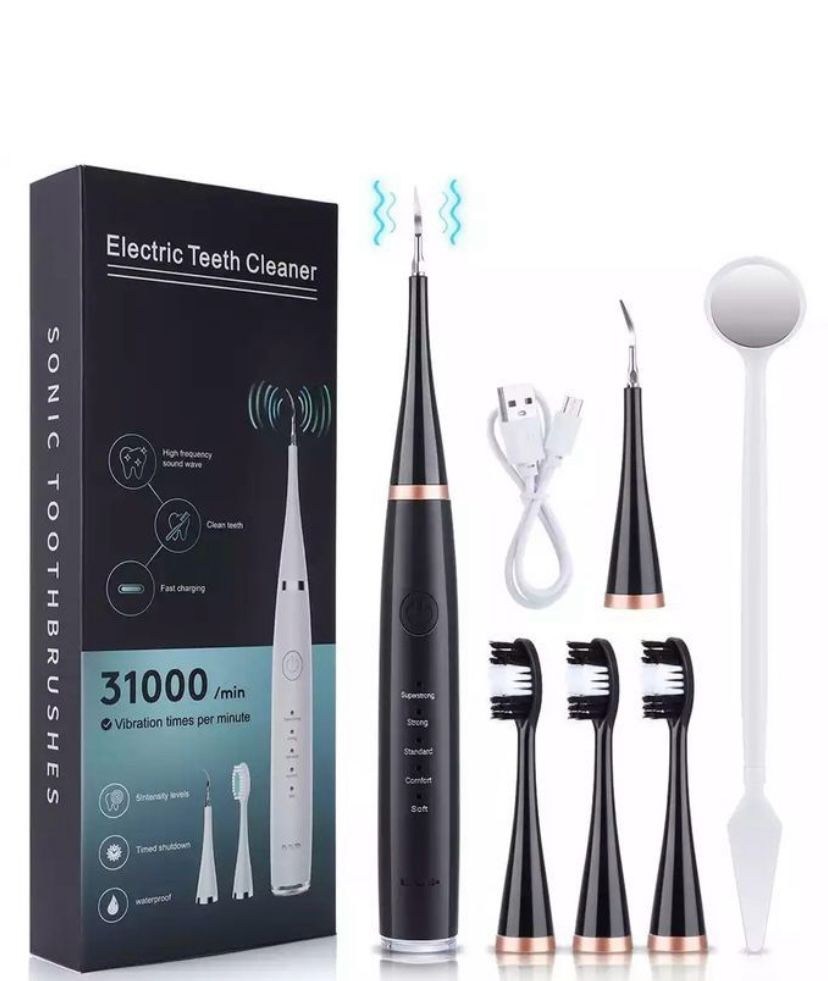 Electric Teeth Cleaner
SONIC TOOTHBRUSHES
High frequency
sound wave
Clean teeth
Fast charging
31000 /min
Vibration times per minute
5Intensity levels
Timed shutdown
waterproof
Superstrong
Strong
Standard
Comfort
Soft